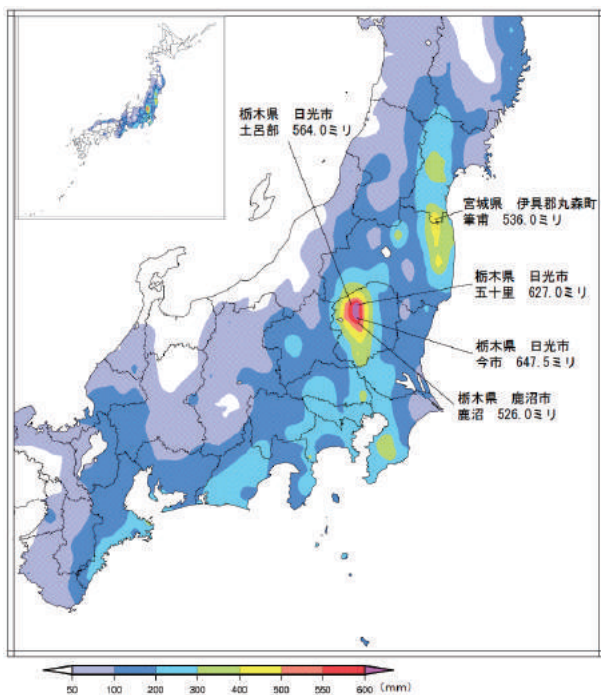 栃木県　日光市
土呂部　564.0ミリ
宮城県　伊具郡丸森町
筆甫　536.0ミリ
栃木県　日光市
五十里　627.0ミリ
栃木県　日光市
今市　647.5ミリ
栃木県　鹿沼市
鹿沼　526.0ミリ
50 100 200 300 400 500 550 600 (mm)